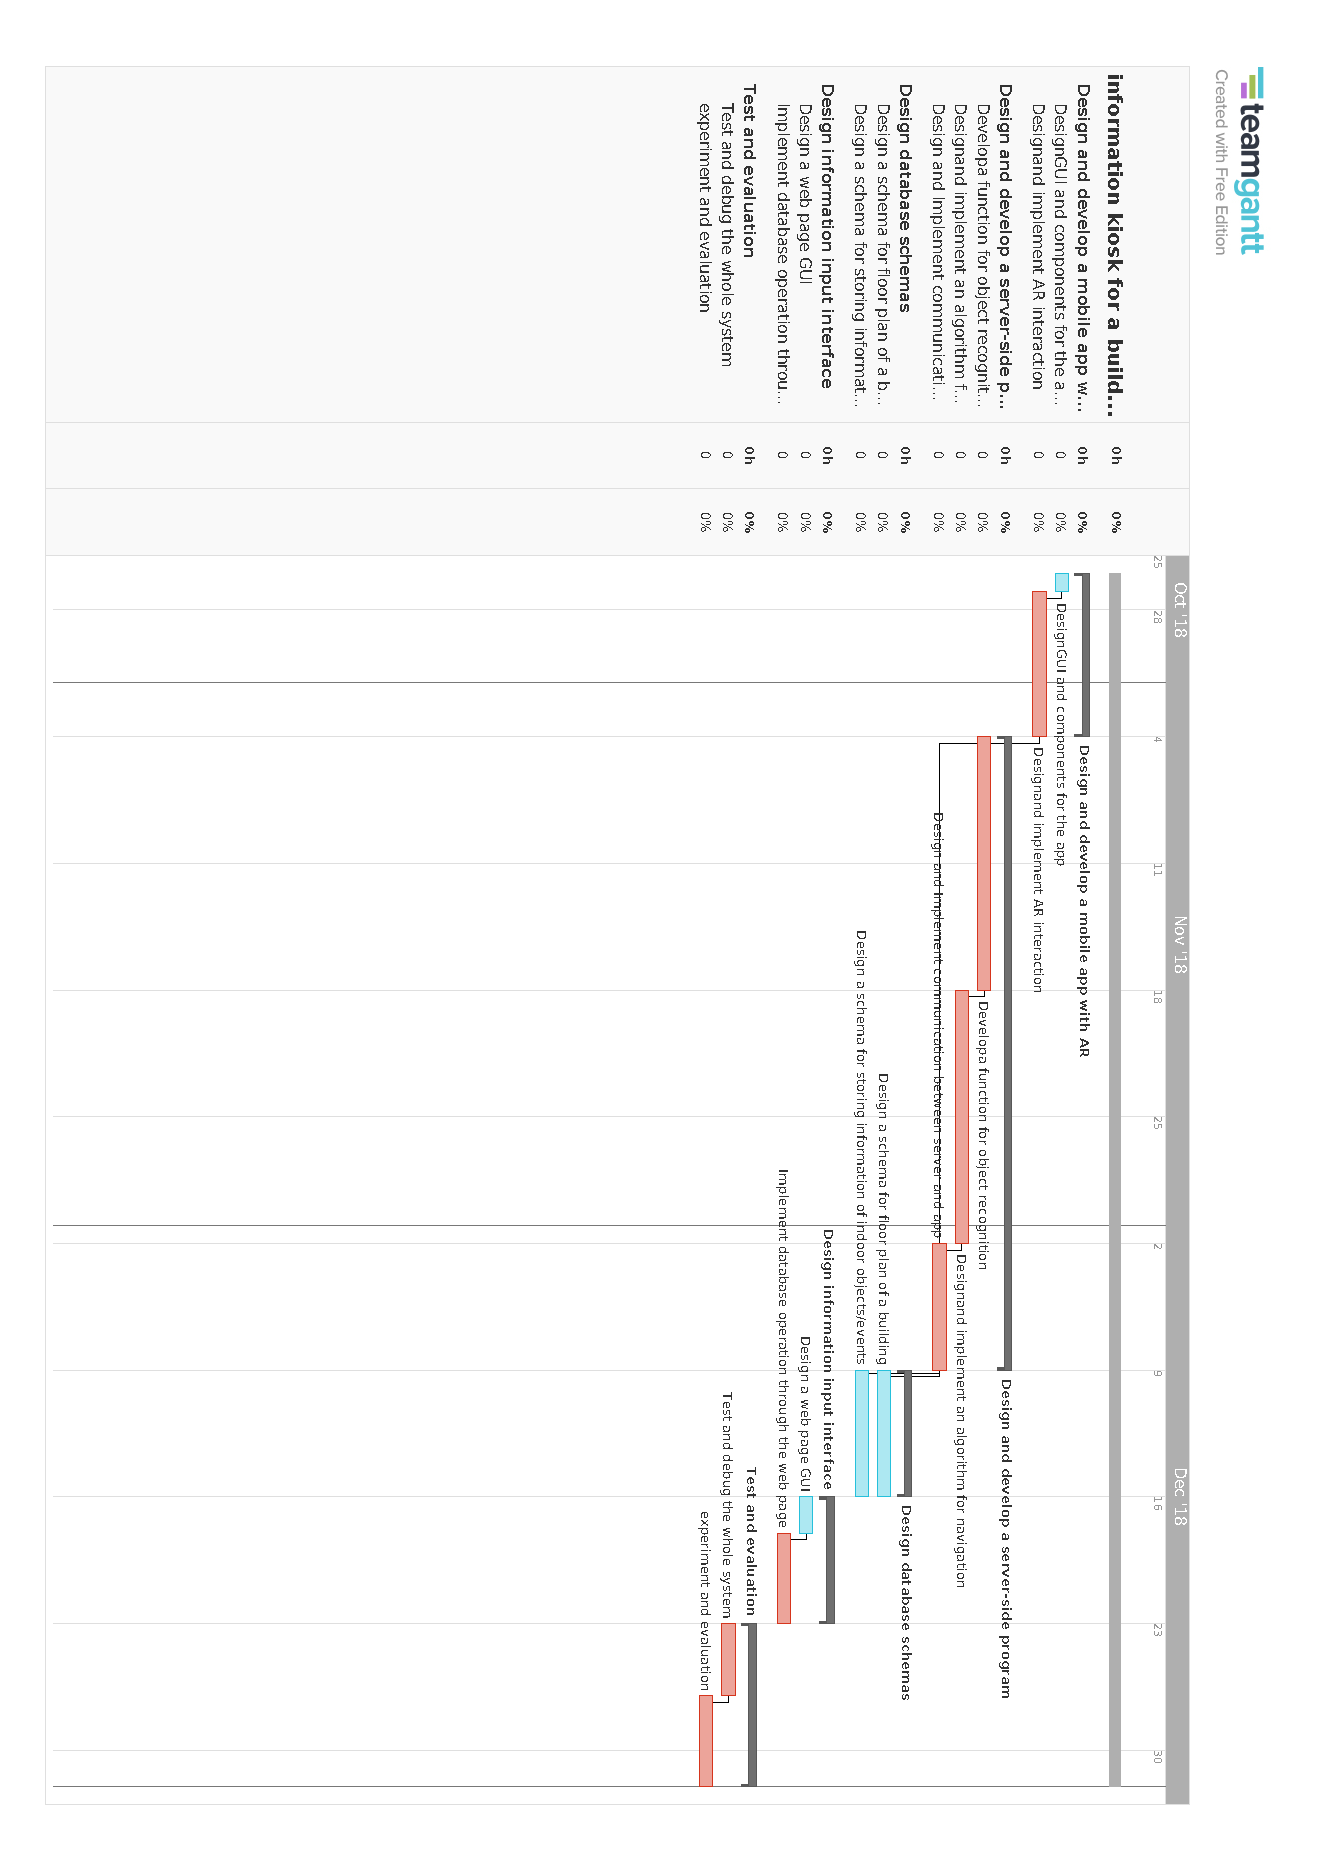 teamgantt
Created with Free Edition
Oct '18
Nov '18
Dec '18
25
28
4
11
18
25
2
9
16
23
30
information kiosk for a build... 0h 0%
Design and develop a mobile app w... 0h 0%
Design and develop a mobile app with AR
DesignGUI and components for the a... 0 0%
DesignGUI and components for the app
Designand implement AR interaction 0 0%
Designand implement AR interaction
Design and develop a server-side p... 0h 0%
Design and develop a server-side program
Developa function for object recognit... 0 0%
Developa function for object recognition
Designand implement an algorithm f... 0 0%
Designand implement an algorithm for navigation
Design and Implement communicati... 0 0%
Design and Implement communication between server and app
Design database schemas 0h 0%
Design database schemas
Design a schema for floor plan of a b... 0 0%
Design a schema for floor plan of a building
Design a schema for storing informat... 0 0%
Design a schema for storing information of indoor objects/events
Design information input interface 0h 0%
Design information input interface
Design a web page GUI 0 0%
Design a web page GUI
Implement database operation throu... 0 0%
Implement database operation through the web page
Test and evaluation 0h 0%
Test and evaluation
Test and debug the whole system 0 0%
Test and debug the whole system
experiment and evaluation 0 0%
experiment and evaluation